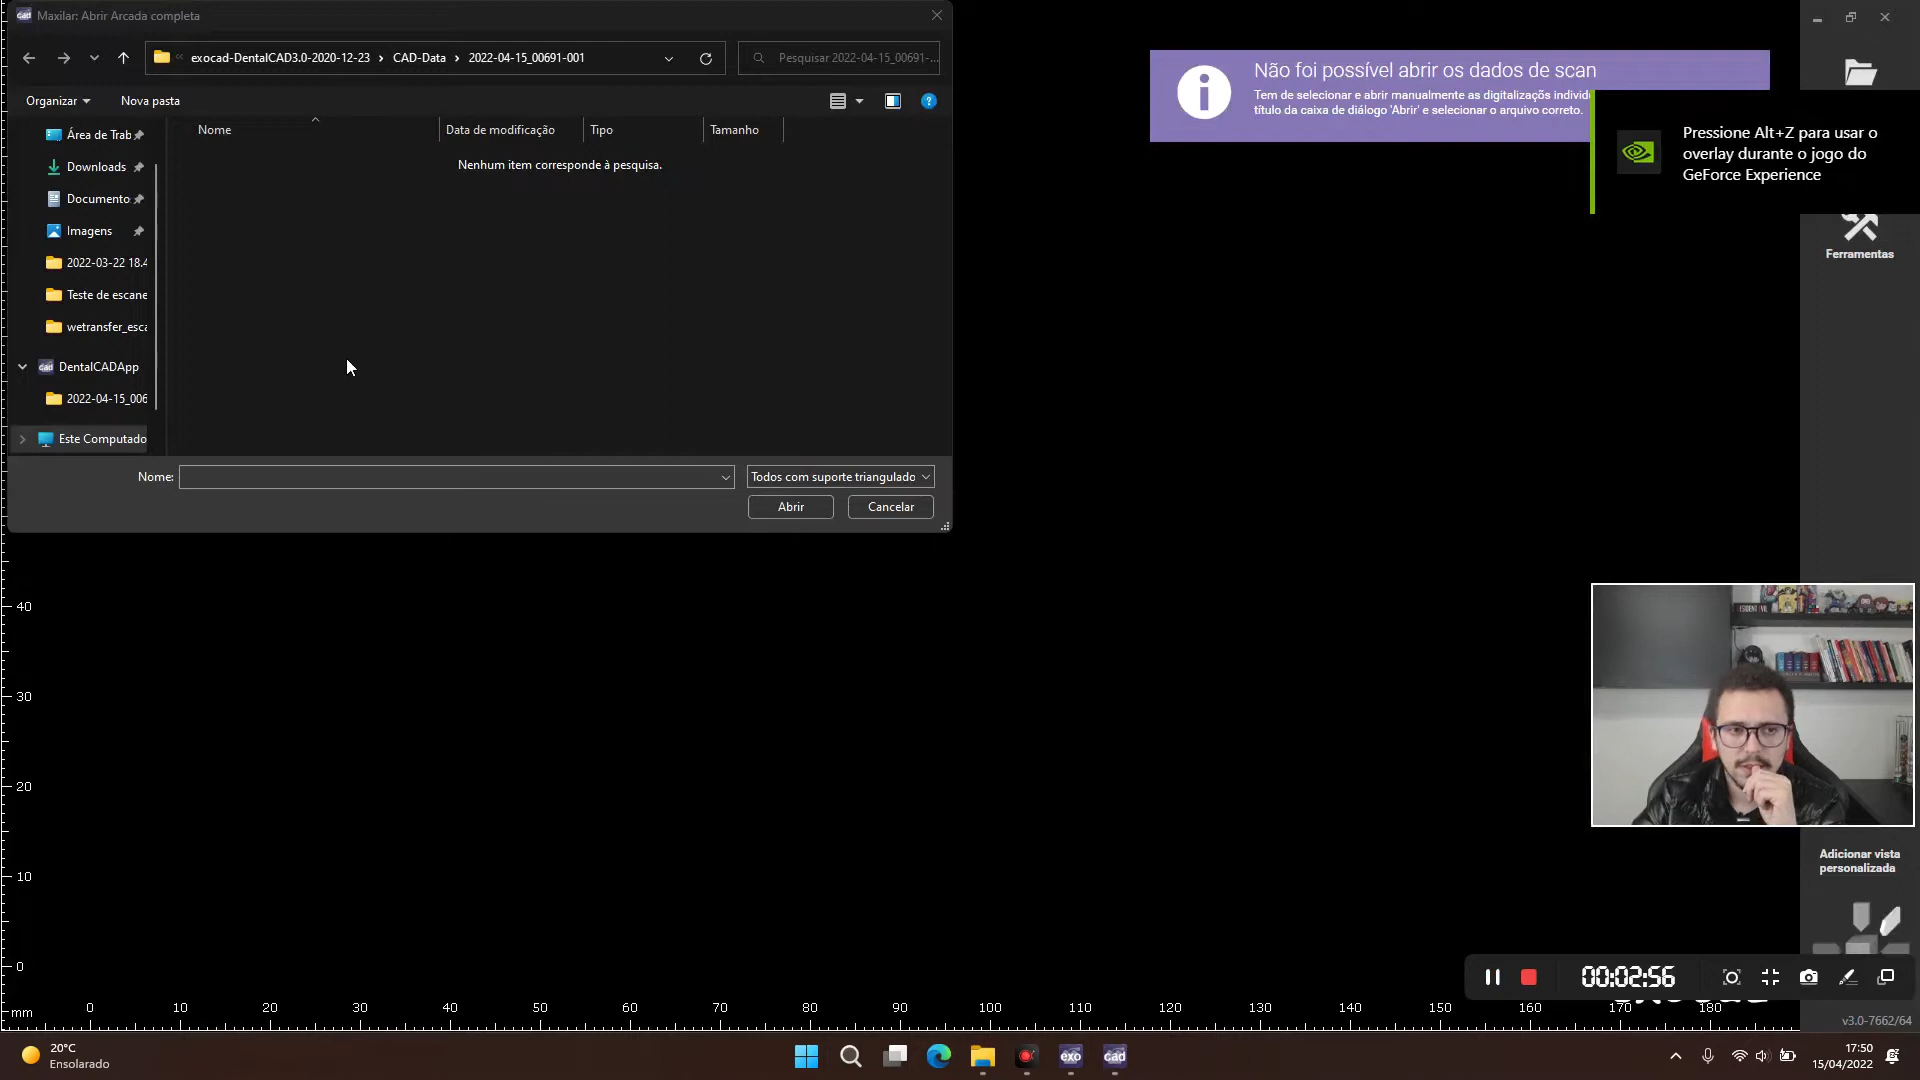 Maxilar: Abrir Arcada completa
exocad-DentalCAD3.0-2020-12-23 › CAD-Data › 2022-04-15_00691-001
Pesquisar 2022-04-15_00691-...
Organizar
Nova pasta
Nome
Data de modificação
Tipo
Tamanho
Nenhum item corresponde à pesquisa.
Área de Trab
Downloads
Documento
Imagens
2022-03-22 18.4
Teste de escane
wetransfer_esca
DentalCADApp
2022-04-15_006
Este Computado
Nome:
Todos com suporte triangulado
Abrir
Cancelar
Não foi possível abrir os dados de scan
Tem de selecionar e abrir manualmente as digitalizaçõs individ
título da caixa de diálogo 'Abrir' e selecionar o arquivo correto.
Pressione Alt+Z para usar o
overlay durante o jogo do
GeForce Experience
Ferramentas
Adicionar vista
personalizada
00:02:56
40
30
20
10
0
mm
0 10 20 30 40 50 60 70 80 90 100 110 120 130 140 150 160 170 180
v3.0-7662/64
20°C
Ensolarado
exo
cad
17:50
15/04/2022